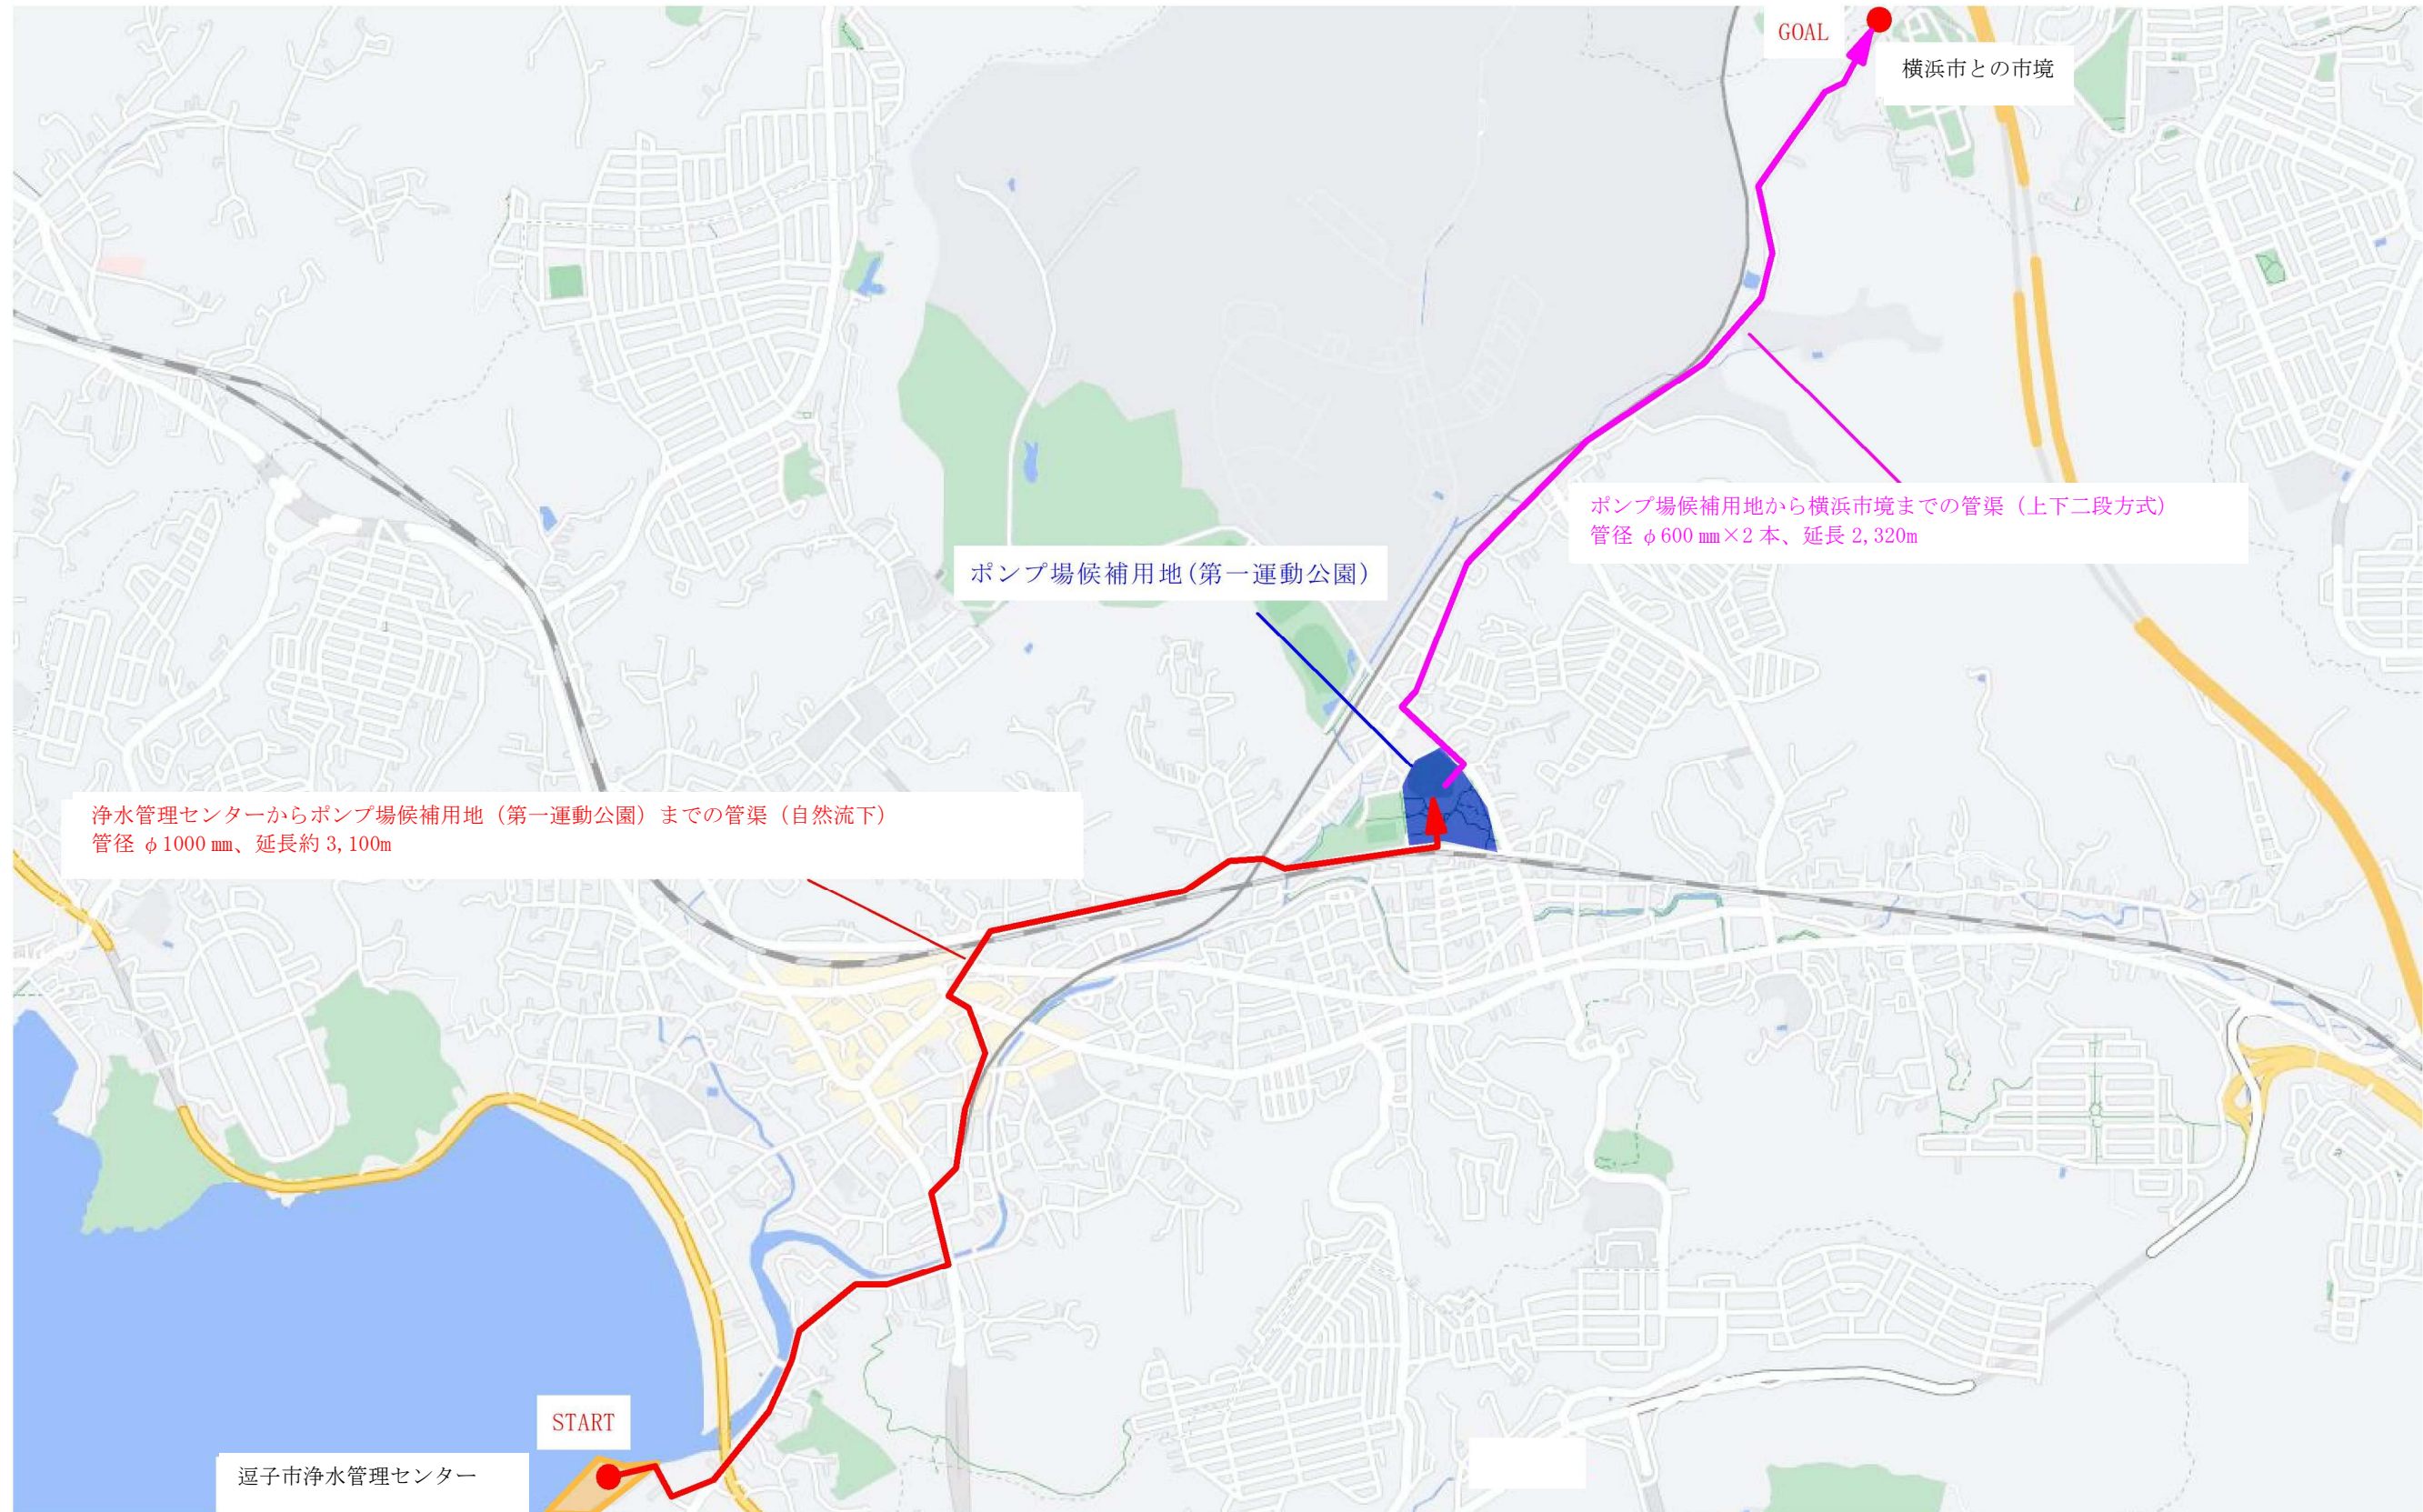 GOAL
横浜市との市境
ポンプ場候補用地から横浜市境までの管渠（上下二段方式）
管径 φ600 ㎜×2 本、延長 2,320m
ポンプ場候補用地(第一運動公園)
浄水管理センターからポンプ場候補用地（第一運動公園）までの管渠（自然流下）
管径 φ1000 ㎜、延長約 3,100m
START
逗子市浄水管理センター